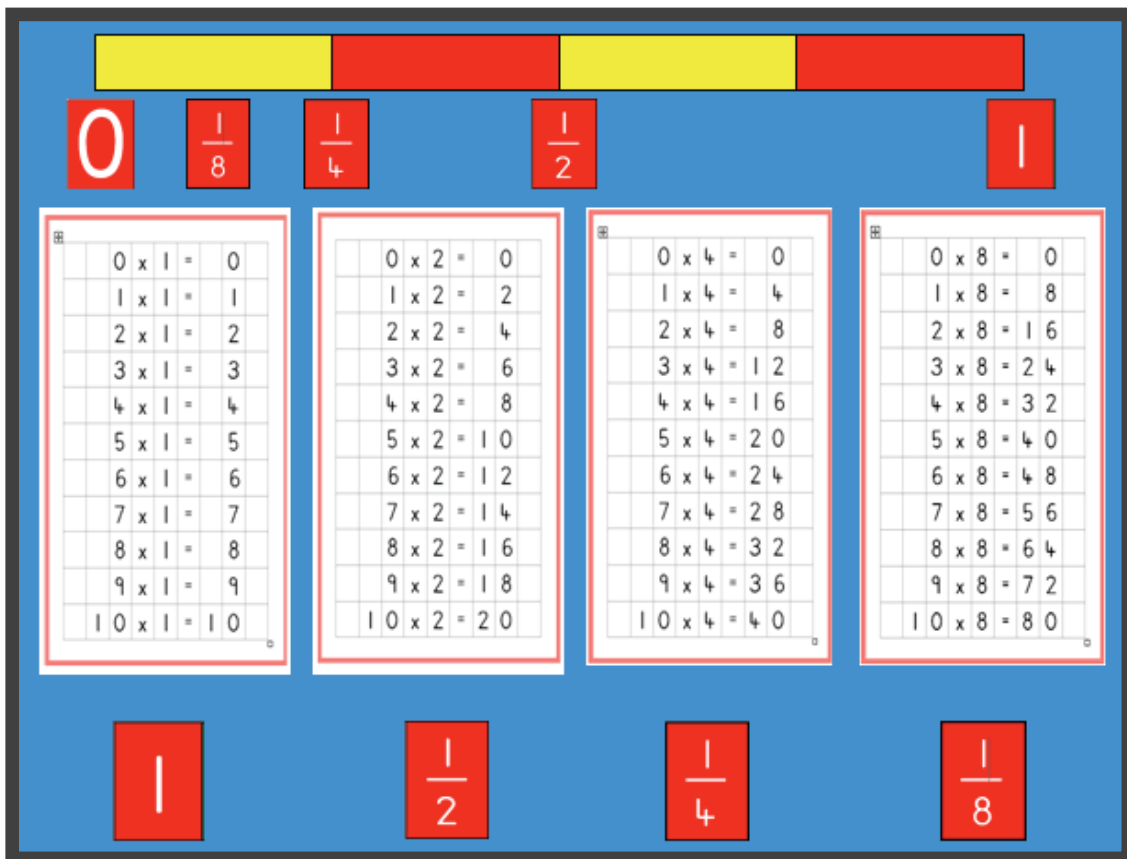 0 1/8 1/4 1/2 1
0 x 1 = 0
1 x 1 = 1
2 x 1 = 2
3 x 1 = 3
4 x 1 = 4
5 x 1 = 5
6 x 1 = 6
7 x 1 = 7
8 x 1 = 8
9 x 1 = 9
10 x 1 = 10
0 x 2 = 0
1 x 2 = 2
2 x 2 = 4
3 x 2 = 6
4 x 2 = 8
5 x 2 = 10
6 x 2 = 12
7 x 2 = 14
8 x 2 = 16
9 x 2 = 18
10 x 2 = 20
0 x 4 = 0
1 x 4 = 4
2 x 4 = 8
3 x 4 = 12
4 x 4 = 16
5 x 4 = 20
6 x 4 = 24
7 x 4 = 28
8 x 4 = 32
9 x 4 = 36
10 x 4 = 40
0 x 8 = 0
1 x 8 = 8
2 x 8 = 16
3 x 8 = 24
4 x 8 = 32
5 x 8 = 40
6 x 8 = 48
7 x 8 = 56
8 x 8 = 64
9 x 8 = 72
10 x 8 = 80
1 1/2 1/4 1/8